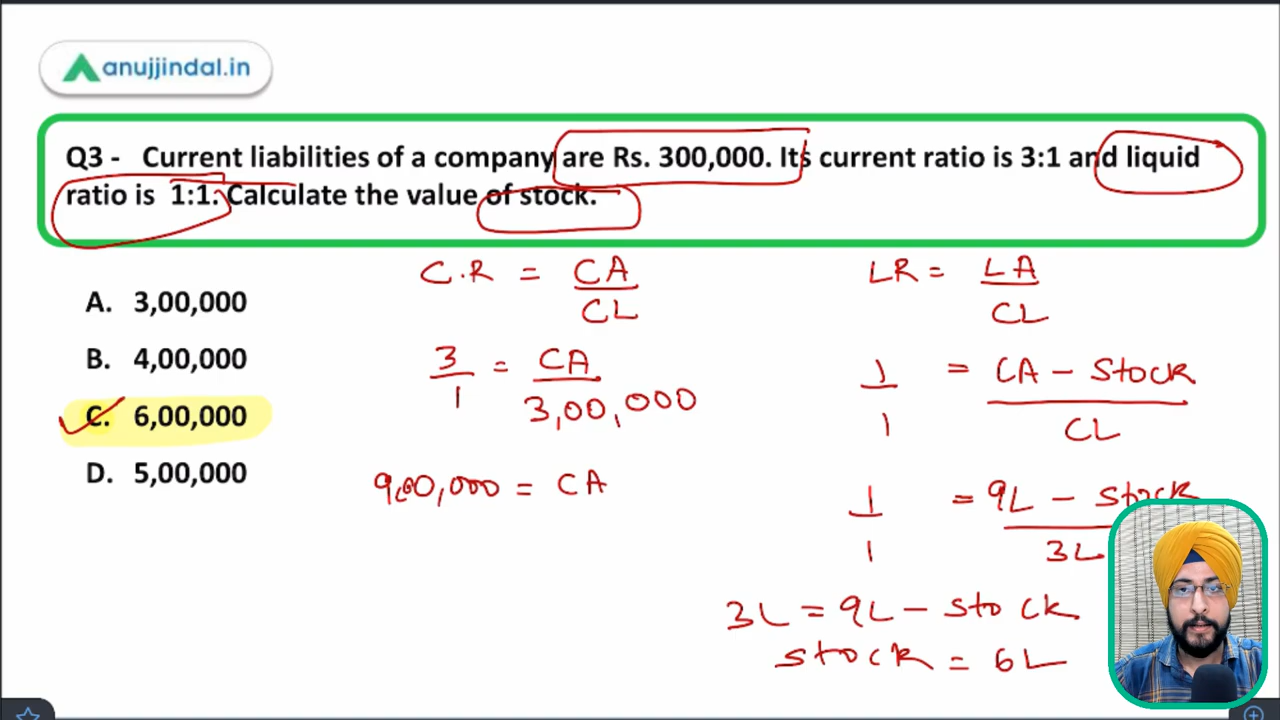 anujjindal.in
Q3 - Current liabilities of a company are Rs. 300,000. Its current ratio is 3:1 and liquid
ratio is 1:1. Calculate the value of stock.
A. 3,00,000
B. 4,00,000
C. 6,00,000
D. 5,00,000
C.R = CA
CL
3 = CA
1 3,00,000
900,000 = CA
LR = LA
CL
1 = CA - Stock
1 CL
1 = 9L - Stock
1 3L
3L = 9L - Stock
Stock = 6L